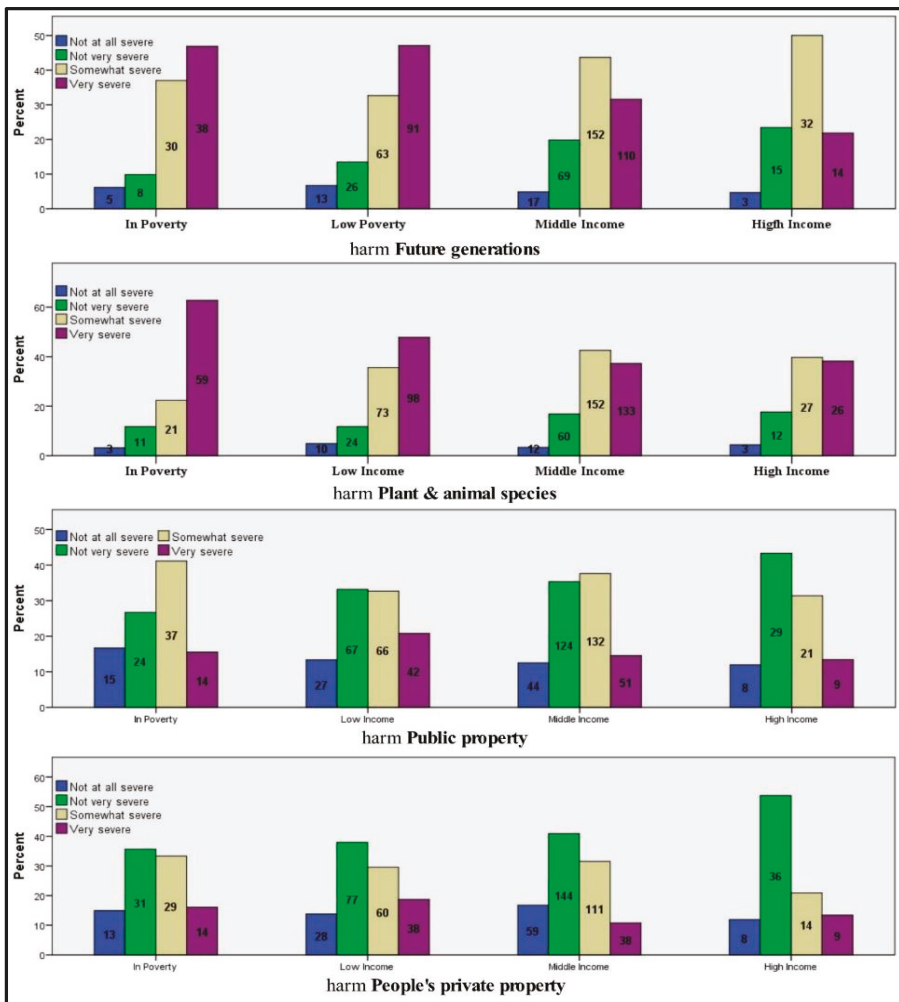 50
40
30
20
10
0
Percent
Not at all severe
Not very severe
Somewhat severe
Very severe
5 8 30 38
13 26 63 91
17 69 152 110
3 15 32 14
In Poverty Low Poverty Middle Income Higfh Income
harm Future generations
60
40
20
0
Percent
Not at all severe
Not very severe
Somewhat severe
Very severe
3 11 21 59
10 24 73 98
12 60 152 133
3 12 27 26
In Poverty Low Income Middle Income High Income
harm Plant & animal species
50
40
30
20
10
0
Percent
Not at all severe Somewhat severe
Not very severe Very severe
15 24 37 14
27 67 66 42
44 124 132 51
8 29 21 9
In Poverty Low Income Middle Income High Income
harm Public property
60
50
40
30
20
10
0
Percent
Not at all severe
Not very severe
Somewhat severe
Very severe
13 31 29 14
28 77 60 38
59 144 111 38
8 36 14 9
In Poverty Low Income Middle Income High Income
harm People's private property